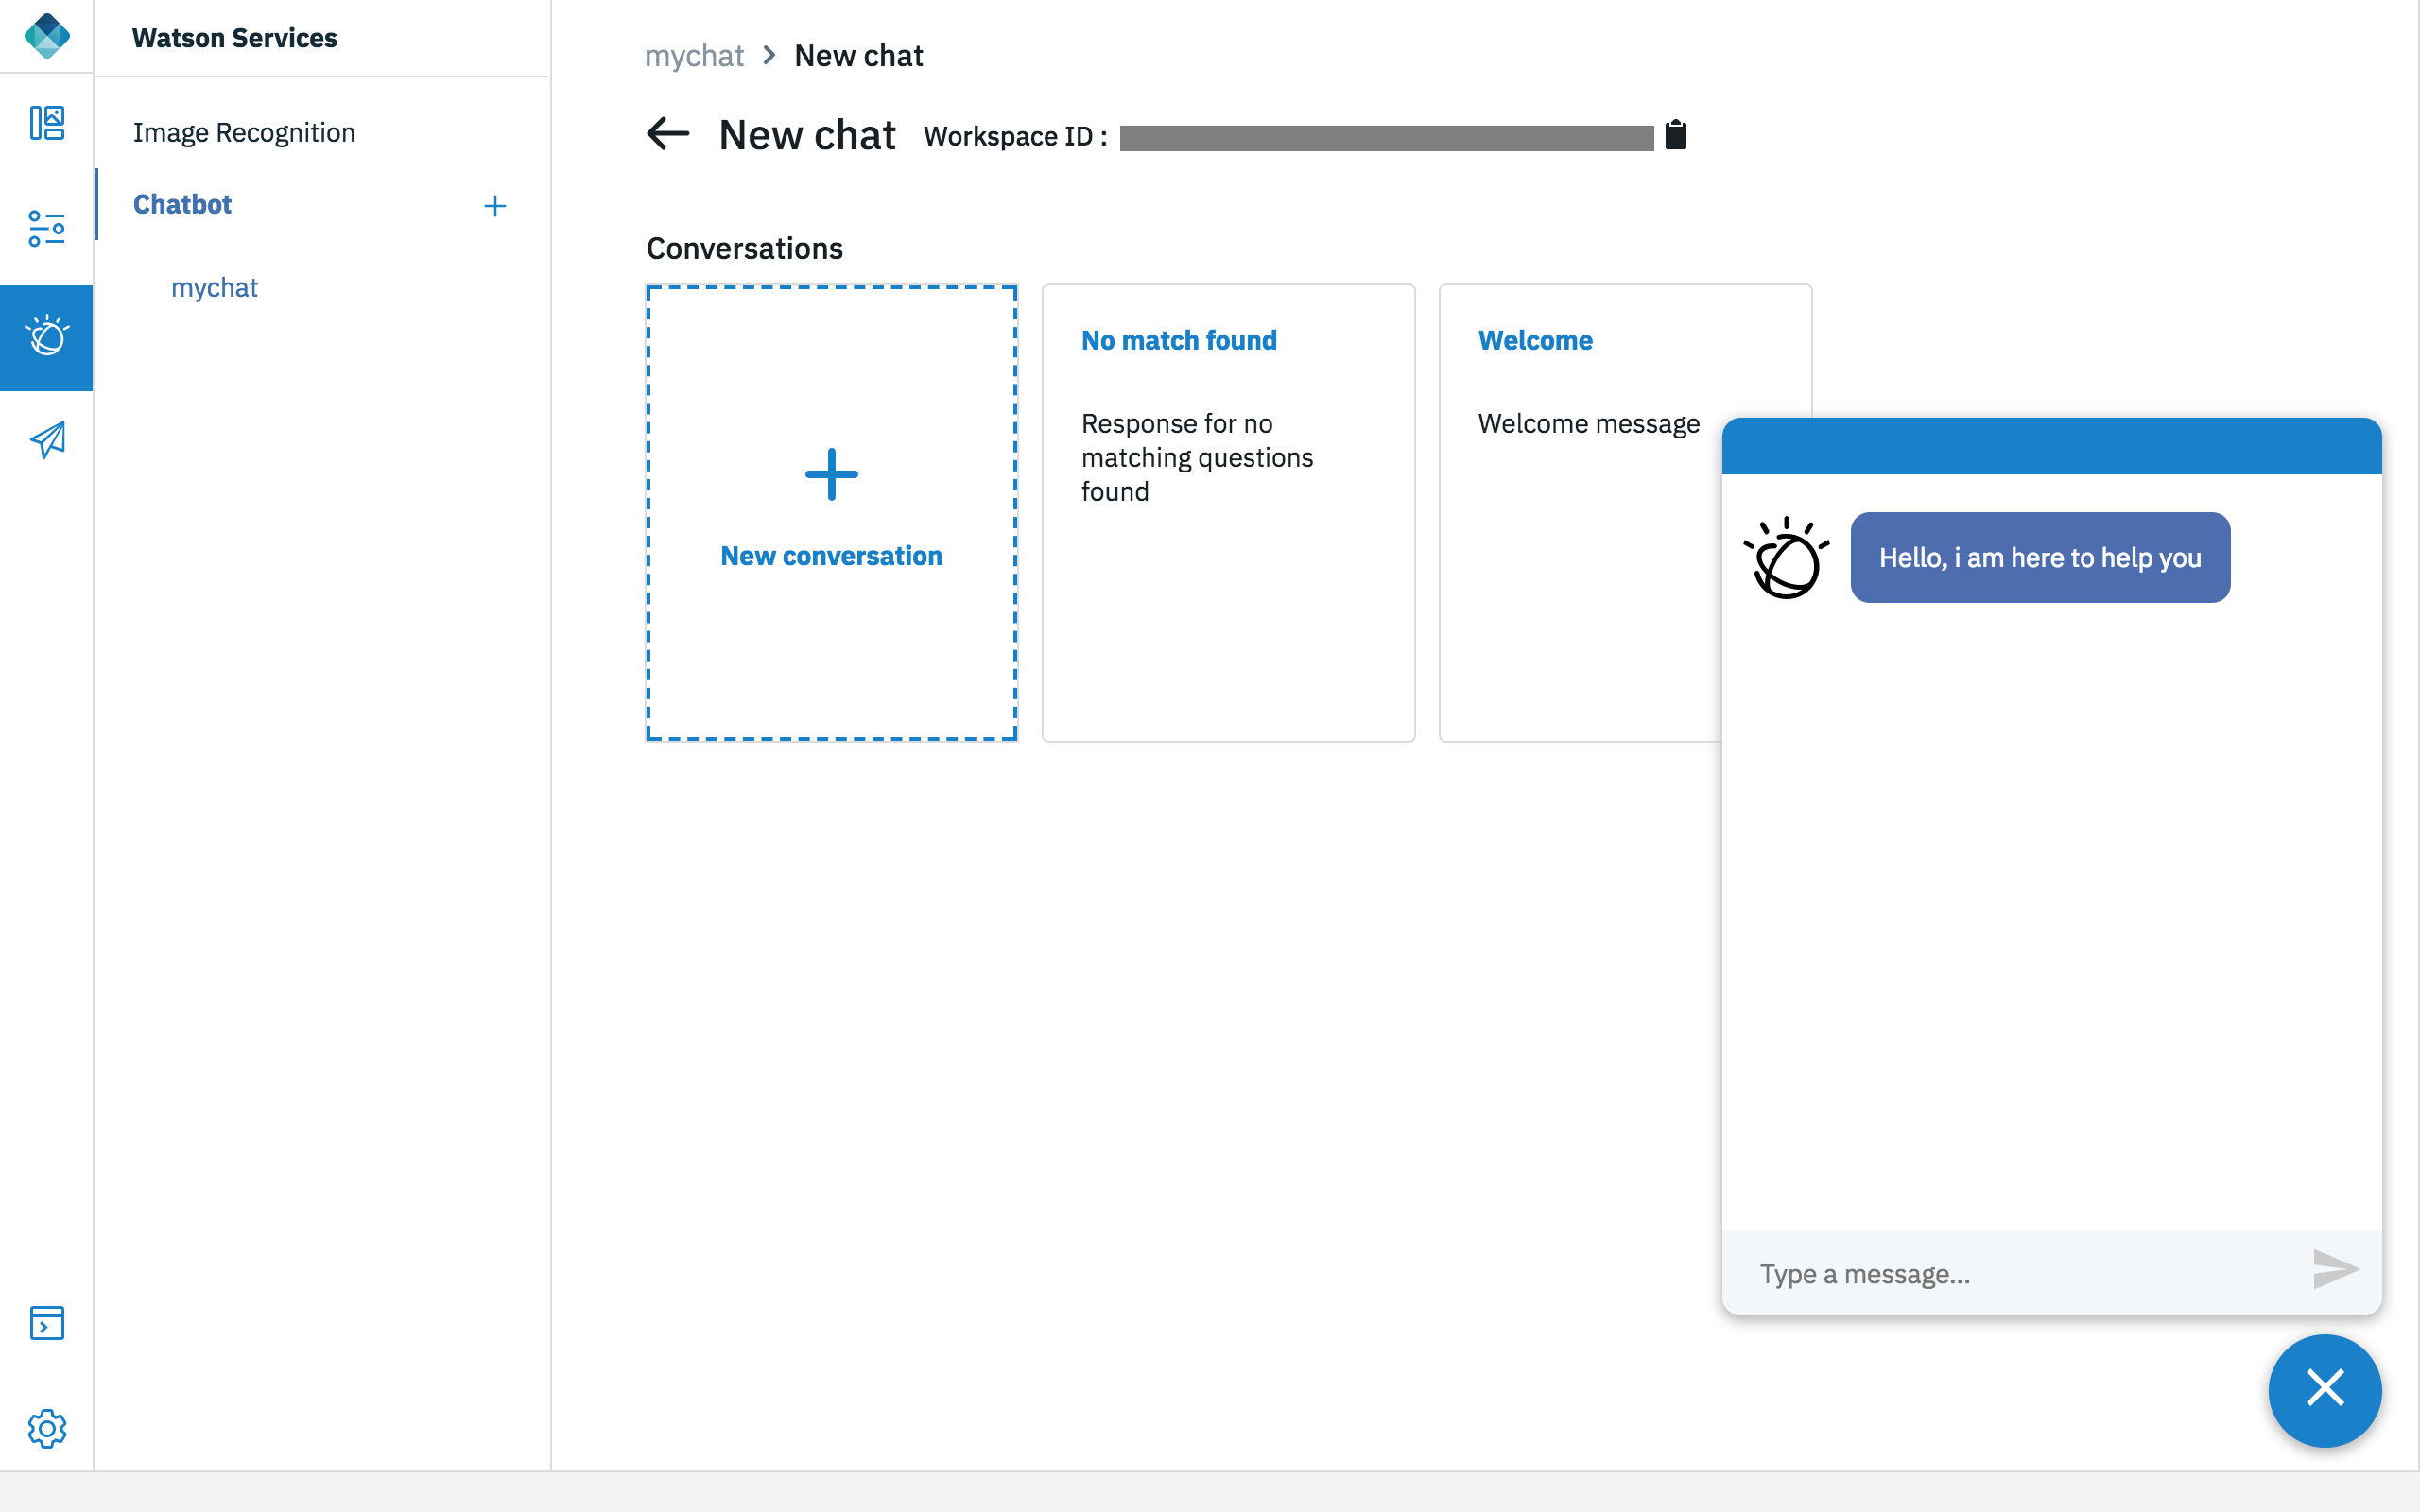 Watson Services
Image Recognition
Chatbot
mychat
mychat > New chat
New chat Workspace ID :
Conversations
New conversation
No match found
Response for no
matching questions
found
Welcome
Welcome message
Hello, i am here to help you
Type a message...